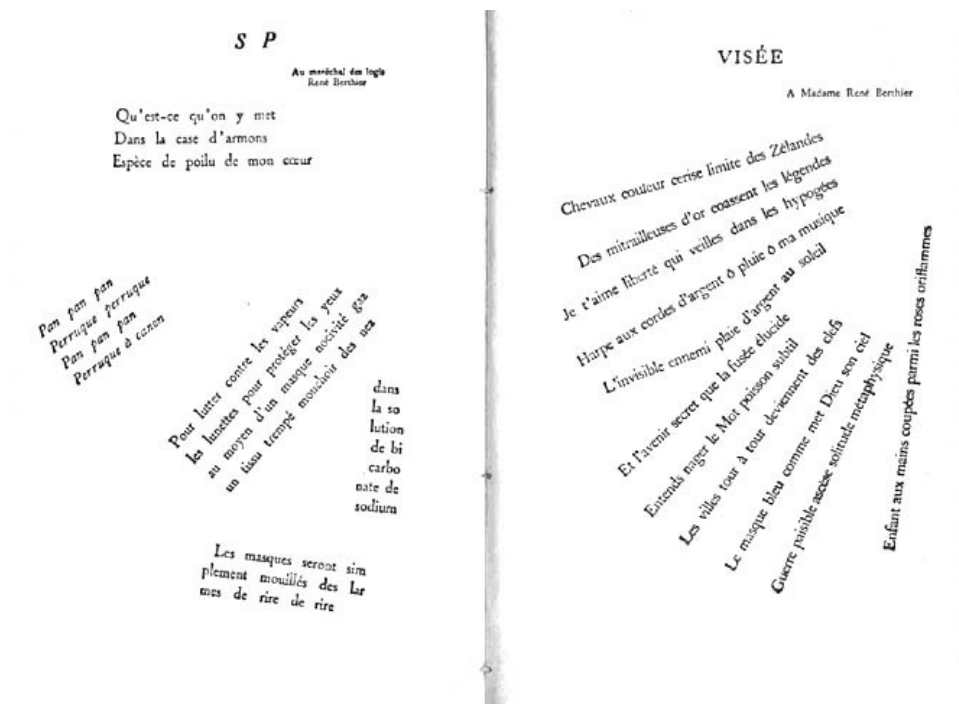 S P
Au maréchal des logis
René Berthier
Qu'est-ce qu'on y met
Dans la case d'armons
Espèce de poilu de mon cœur
Pan pan pan
Perruque perruque
Pan pan pan
Perruque à canon
Pour lutter contre les vapeurs
les lunettes pour protéger les yeux
au moyen d'un masque nocivité gaz
un tissu trempé mouchoir des nez
dans
la so
lution
de bi
carbo
nate de
sodium
Les masques seront sim
plement mouillés des lar
mes de rire de rire
VISÉE
A Madame René Berthier
Chevaux couleur cerise limite des Zélandes
Des mitrailleuses d'or coassent les légendes
Je t'aime liberté qui veilles dans les hypogées
Harpe aux cordes d'argent ô pluie ô ma musique
L'invisible ennemi plaie d'argent au soleil
Et l'avenir secret que la fusée élucide
Entends nager le Mot poisson subtil
Les villes tour à tour deviennent des clefs
Le masque bleu comme met Dieu son ciel
Guerre paisible ascèse solitude métaphysique
Enfant aux mains coupées parmi les roses oriflammes